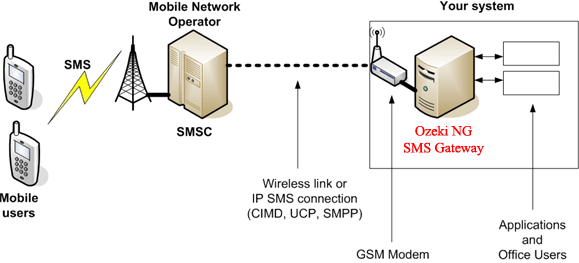 Mobile Network
Operator
Your system
SMS
SMSC
Ozeki NG
SMS Gateway
Mobile
users
Wireless link or
IP SMS connection
(CIMD, UCP, SMPP)
GSM Modem
Applications
and
Office Users